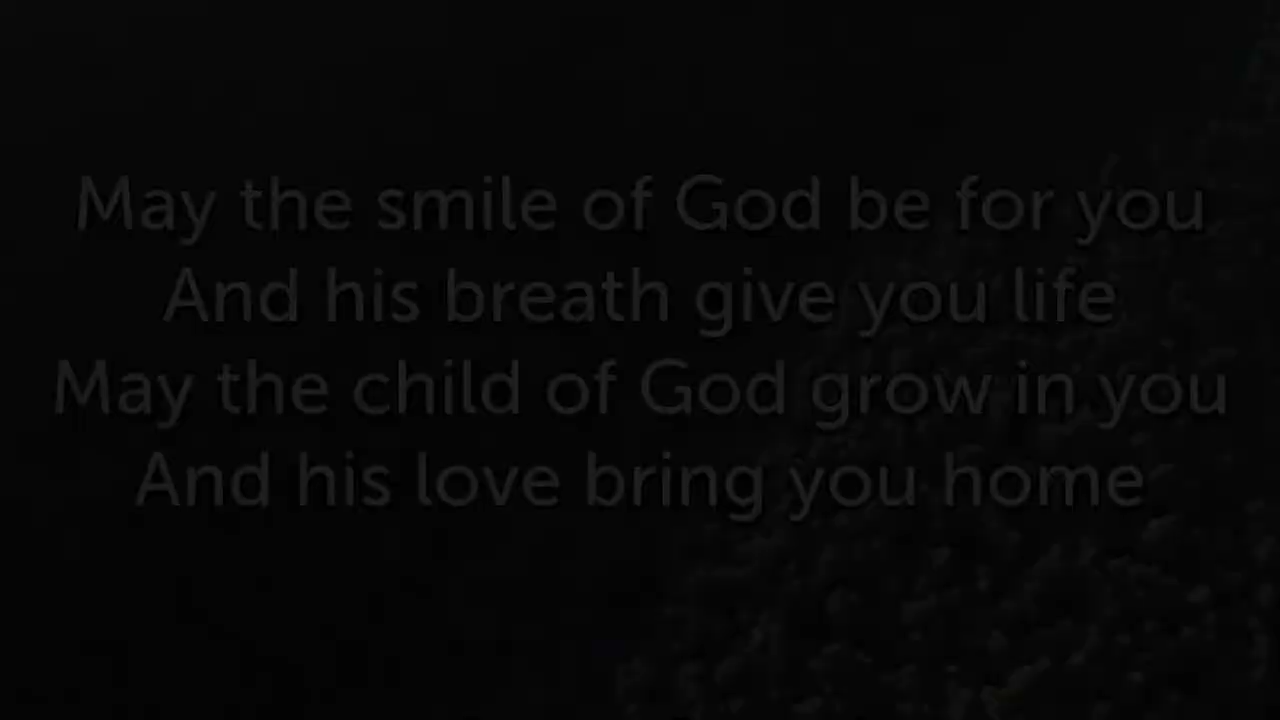 May the smile of God be for you
And his breath give you life
May the child of God grow in you
And his love bring you home